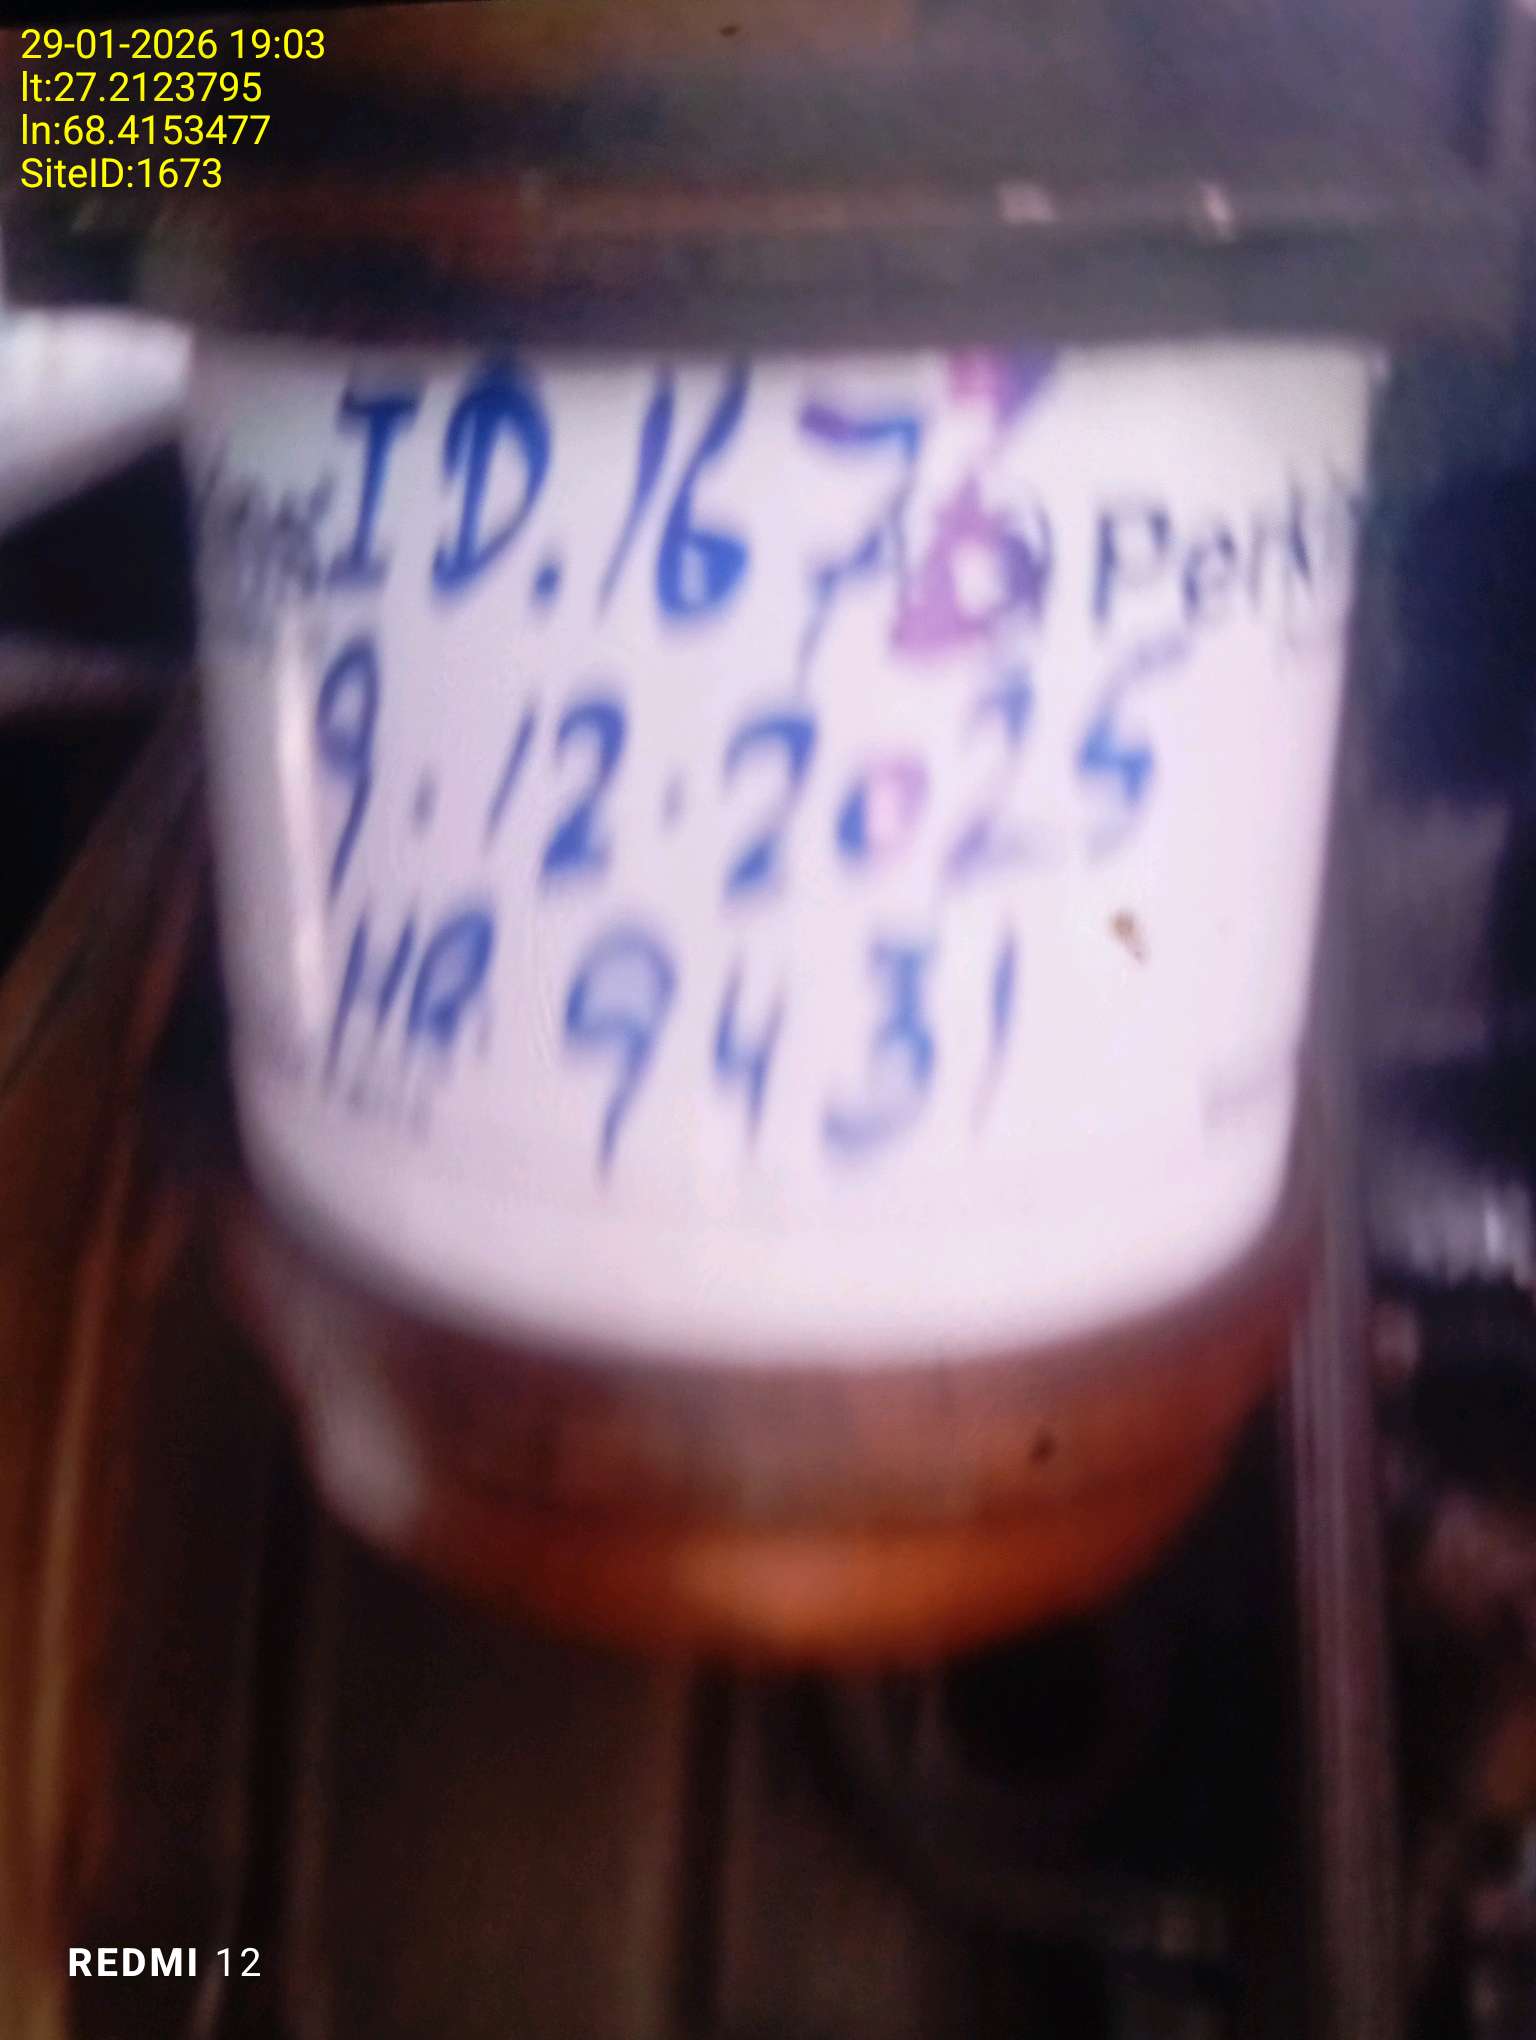 29-01-2026 19:03
lt:27.2123795
ln:68.4153477
SiteID:1673
ID.167
9.12.2025
HR 9431
REDMI 12